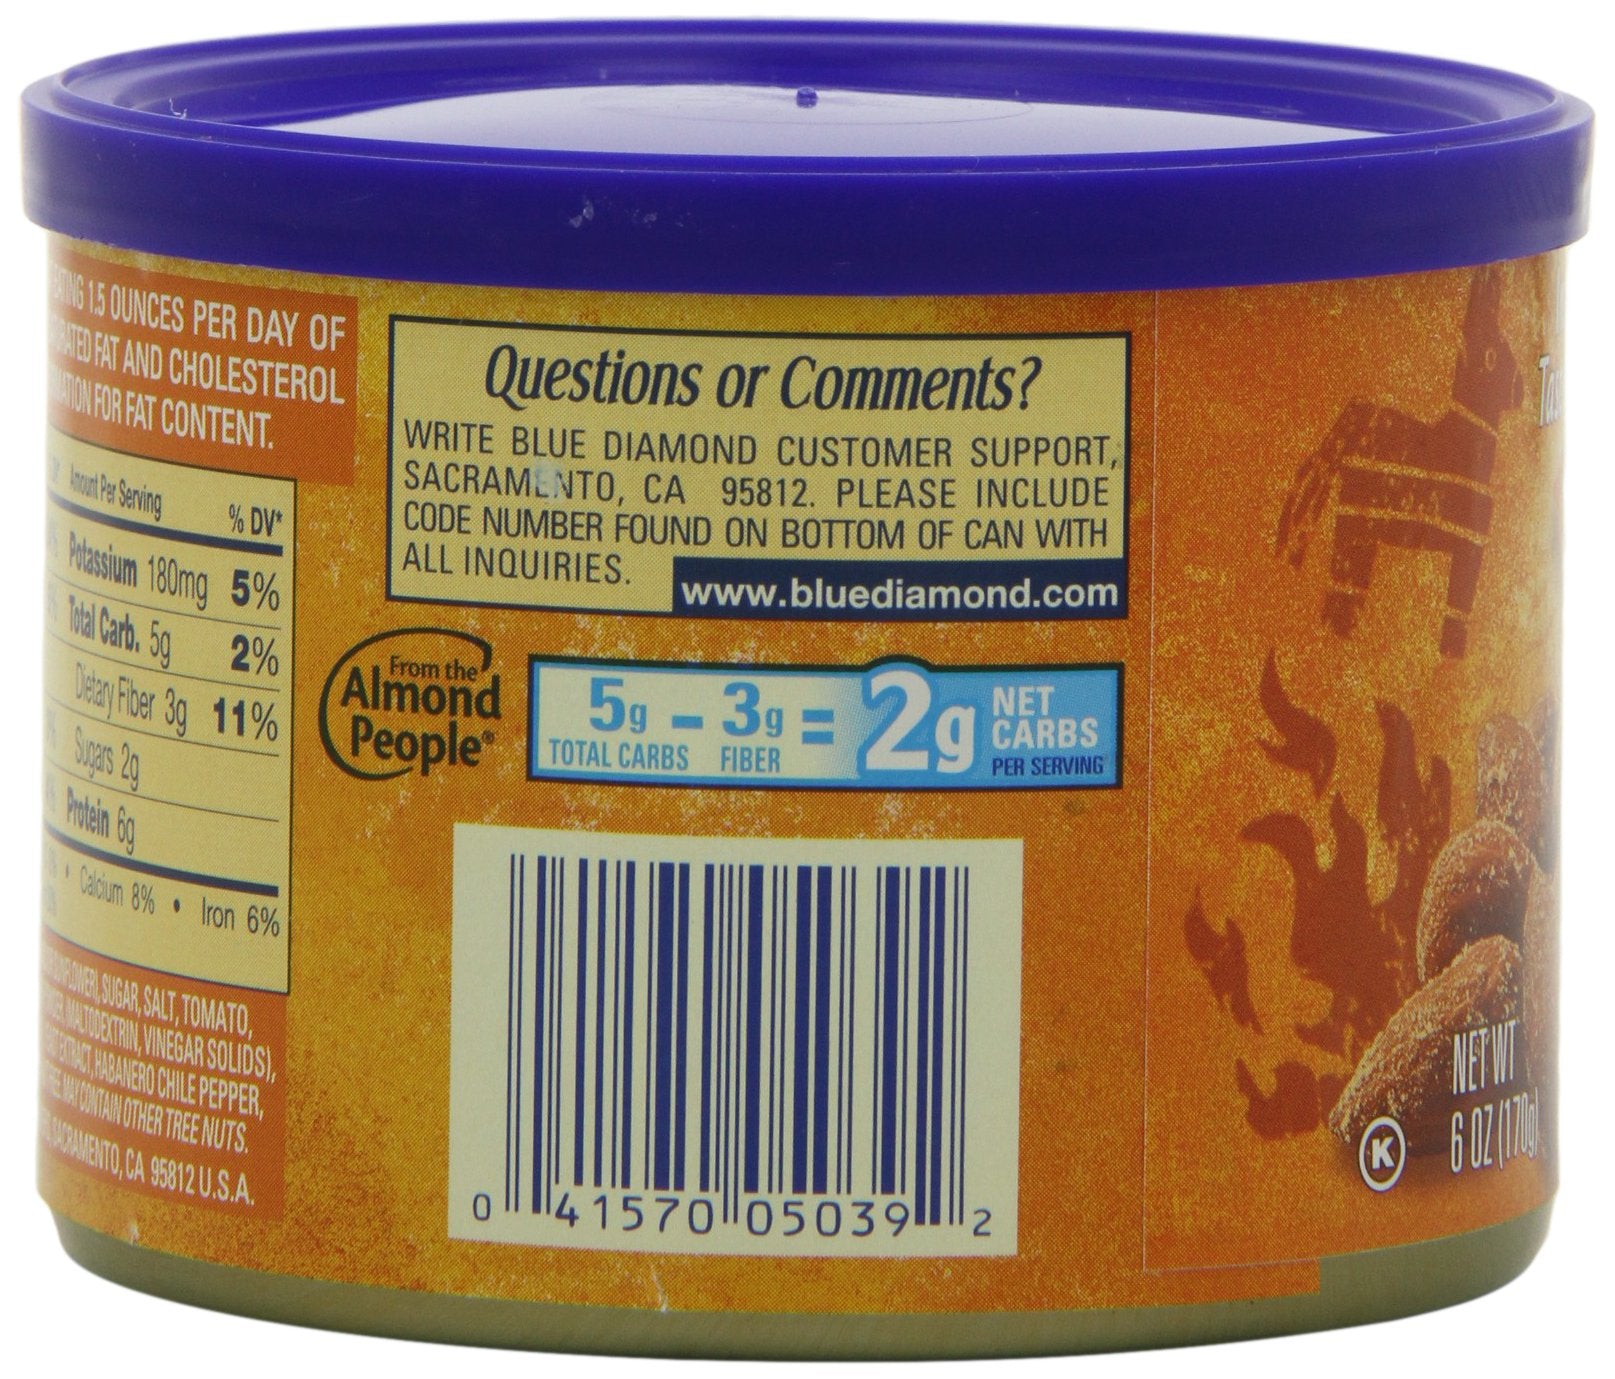 EATING 1.5 OUNCES PER DAY OF
FAT AND CHOLESTEROL
FOR FAT CONTENT.
Amount Per Serving % DV*
Potassium 180mg 5%
Total Carb. 5g 2%
Dietary Fiber 3g 11%
Sugars 2g
Protein 6g
• Calcium 8% • Iron 6%
SUGAR, SALT, TOMATO,
MALTODEXTRIN, VINEGAR SOLIDS),
EXTRACT, HABANERO CHILE PEPPER,
MAY CONTAIN OTHER TREE NUTS.
SACRAMENTO, CA 95812 U.S.A.
Questions or Comments?
WRITE BLUE DIAMOND CUSTOMER SUPPORT,
SACRAMENTO, CA 95812. PLEASE INCLUDE
CODE NUMBER FOUND ON BOTTOM OF CAN WITH
ALL INQUIRIES.
www.bluediamond.com
From the
Almond
People®
5g – 3g = 2g NET CARBS
TOTAL CARBS FIBER PER SERVING
0 41570 05039 2
K
NET WT
6 OZ (170g)